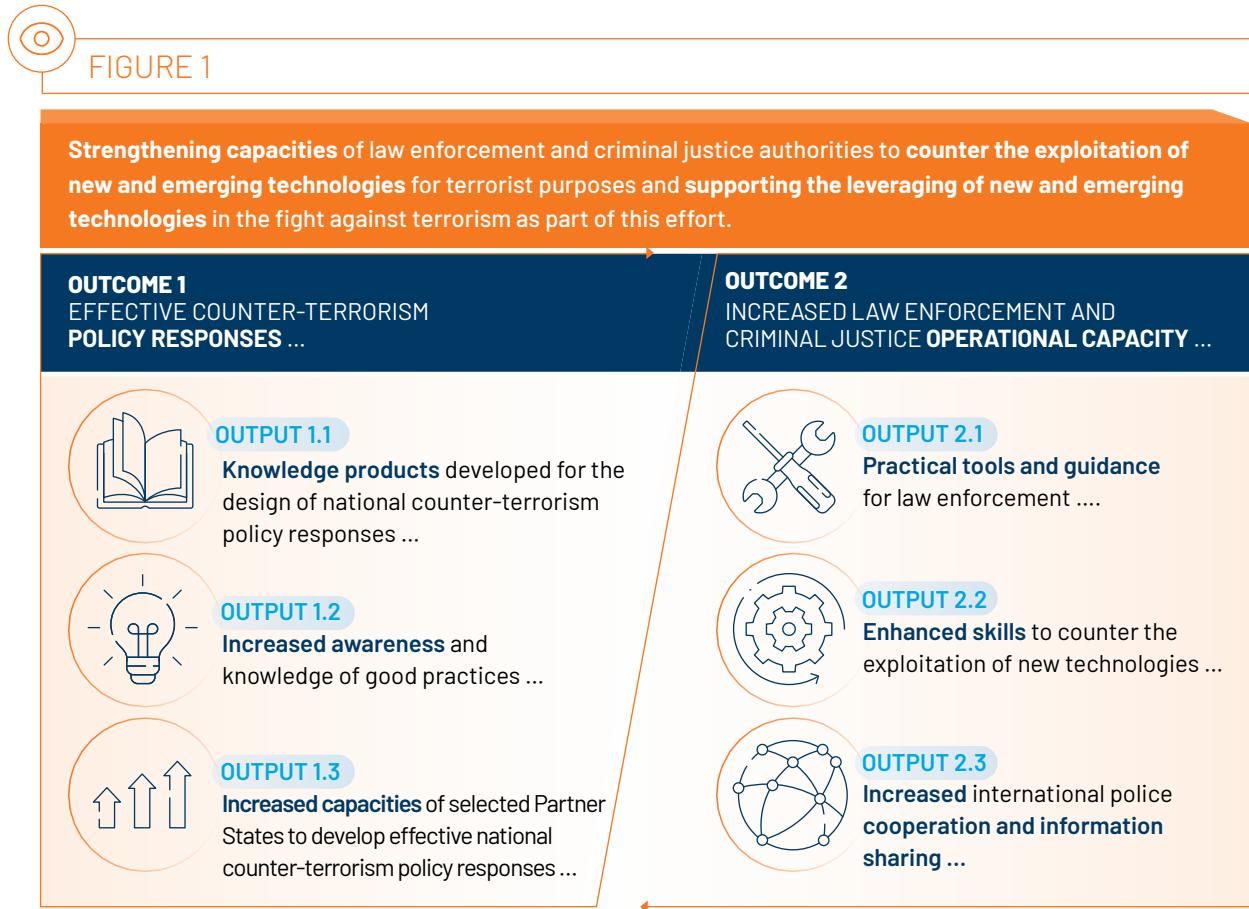 FIGURE 1
Strengthening capacities of law enforcement and criminal justice authorities to counter the exploitation of
new and emerging technologies for terrorist purposes and supporting the leveraging of new and emerging
technologies in the fight against terrorism as part of this effort.
OUTCOME 1
EFFECTIVE COUNTER-TERRORISM
POLICY RESPONSES ...
OUTPUT 1.1
Knowledge products developed for the
design of national counter-terrorism
policy responses ...
OUTPUT 1.2
Increased awareness and
knowledge of good practices ...
OUTPUT 1.3
Increased capacities of selected Partner
States to develop effective national
counter-terrorism policy responses ...
OUTCOME 2
INCREASED LAW ENFORCEMENT AND
CRIMINAL JUSTICE OPERATIONAL CAPACITY ...
OUTPUT 2.1
Practical tools and guidance
for law enforcement ....
OUTPUT 2.2
Enhanced skills to counter the
exploitation of new technologies ...
OUTPUT 2.3
Increased international police
cooperation and information
sharing ...